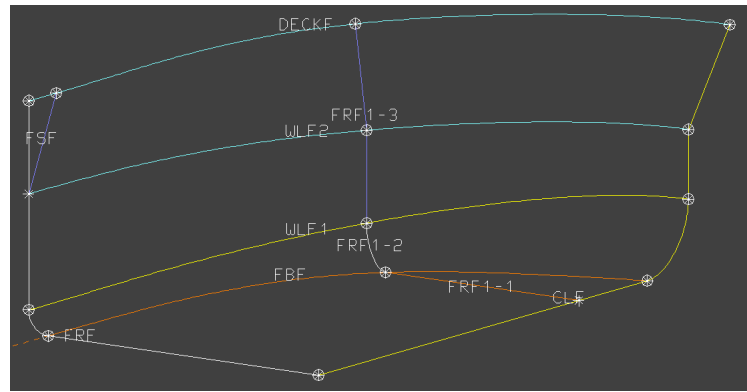 DECKF
FRF1-3
WLF2
FSF
WLF1
FRF1-2
FBF
FRF1-1
CLF
FRF